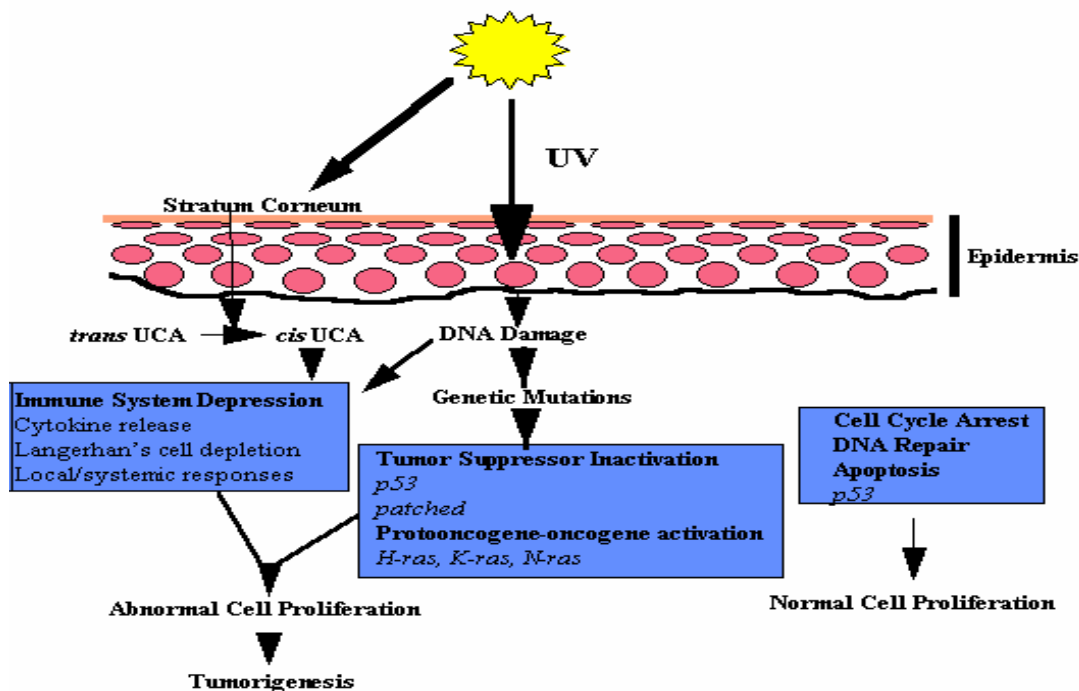 UV
Stratum Corneum
Epidermis
trans UCA
cis UCA
DNA Damage
Genetic Mutations
Immune System Depression
Cytokine release
Langerhan's cell depletion
Local/systemic responses
Tumor Suppressor Inactivation
p53
patched
Protooncogene-oncogene activation
H-ras, K-ras, N-ras
Cell Cycle Arrest
DNA Repair
Apoptosis
p53
Abnormal Cell Proliferation
Normal Cell Proliferation
Tumorigenesis